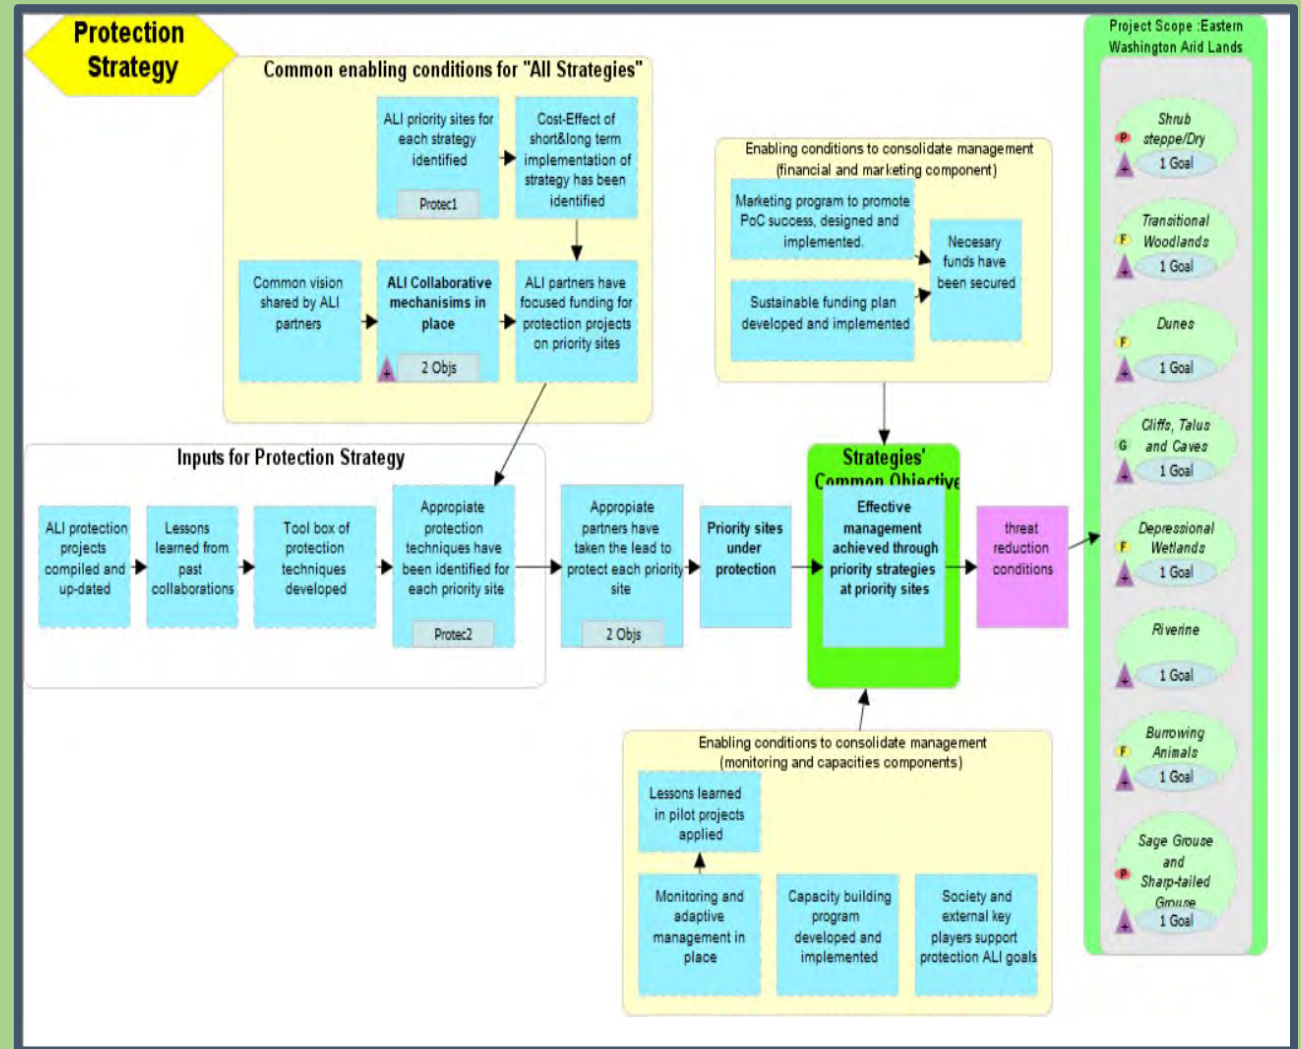 Protection
Strategy
Common enabling conditions for "All Strategies"
ALI priority sites for
each strategy
identified
Protec1
Cost-Effect of
short&long term
implementation of
strategy has been
identified
Common vision
shared by ALI
partners
ALI Collaborative
mechanisims in
place
+
2 Objs
ALI partners have
focused funding for
protection projects
on priority sites
Enabling conditions to consolidate management
(financial and marketing component)
Marketing program to promote
PoC success, designed and
implemented.
Sustainable funding plan
developed and implemented
Necesary
funds have
been secured
Inputs for Protection Strategy
ALI protection
projects
compiled and
up-dated
Lessons
learned from
past
collaborations
Tool box of
protection
techniques
developed
Appropiate
protection
techniques have
been identified for
each priority site
Protec2
Appropiate
partners have
taken the lead to
protect each priority
site
2 Objs
Priority sites
under
protection
Strategies'
Common Objective
Effective
management
achieved through
priority strategies
at priority sites
threat
reduction
conditions
Enabling conditions to consolidate management
(monitoring and capacities components)
Lessons learned
in pilot projects
applied
Monitoring and
adaptive
management in
place
Capacity building
program
developed and
implemented
Society and
external key
players support
protection ALI goals
Project Scope :Eastern
Washington Arid Lands
Shrub
P steppe/Dry
+ 1 Goal
Transitional
F Woodlands
+ 1 Goal
Dunes
F
+ 1 Goal
Cliffs, Talus
G and Caves
+ 1 Goal
Depressional
F Wetlands
+ 1 Goal
Riverine
+ 1 Goal
Burrowing
F Animals
+ 1 Goal
Sage Grouse
and
P Sharp-tailed
Grouse
+ 1 Goal